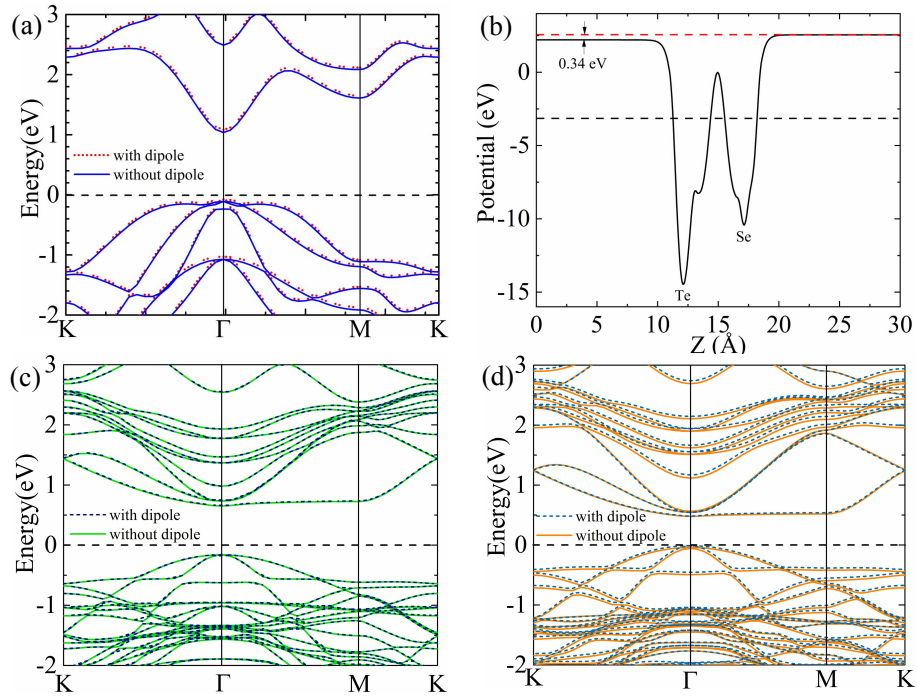 (a)
Energy(eV)
3
2
1
0
-1
-2
with dipole
without dipole
K Γ M K
(b)
Potential (eV)
0
-5
-10
-15
0.34 eV
Te
Se
0 5 10 15 20 25 30
Z (Å)
(c)
Energy(eV)
3
2
1
0
-1
-2
with dipole
without dipole
K Γ M K
(d)
Energy(eV)
3
2
1
0
-1
-2
with dipole
without dipole
K Γ M K